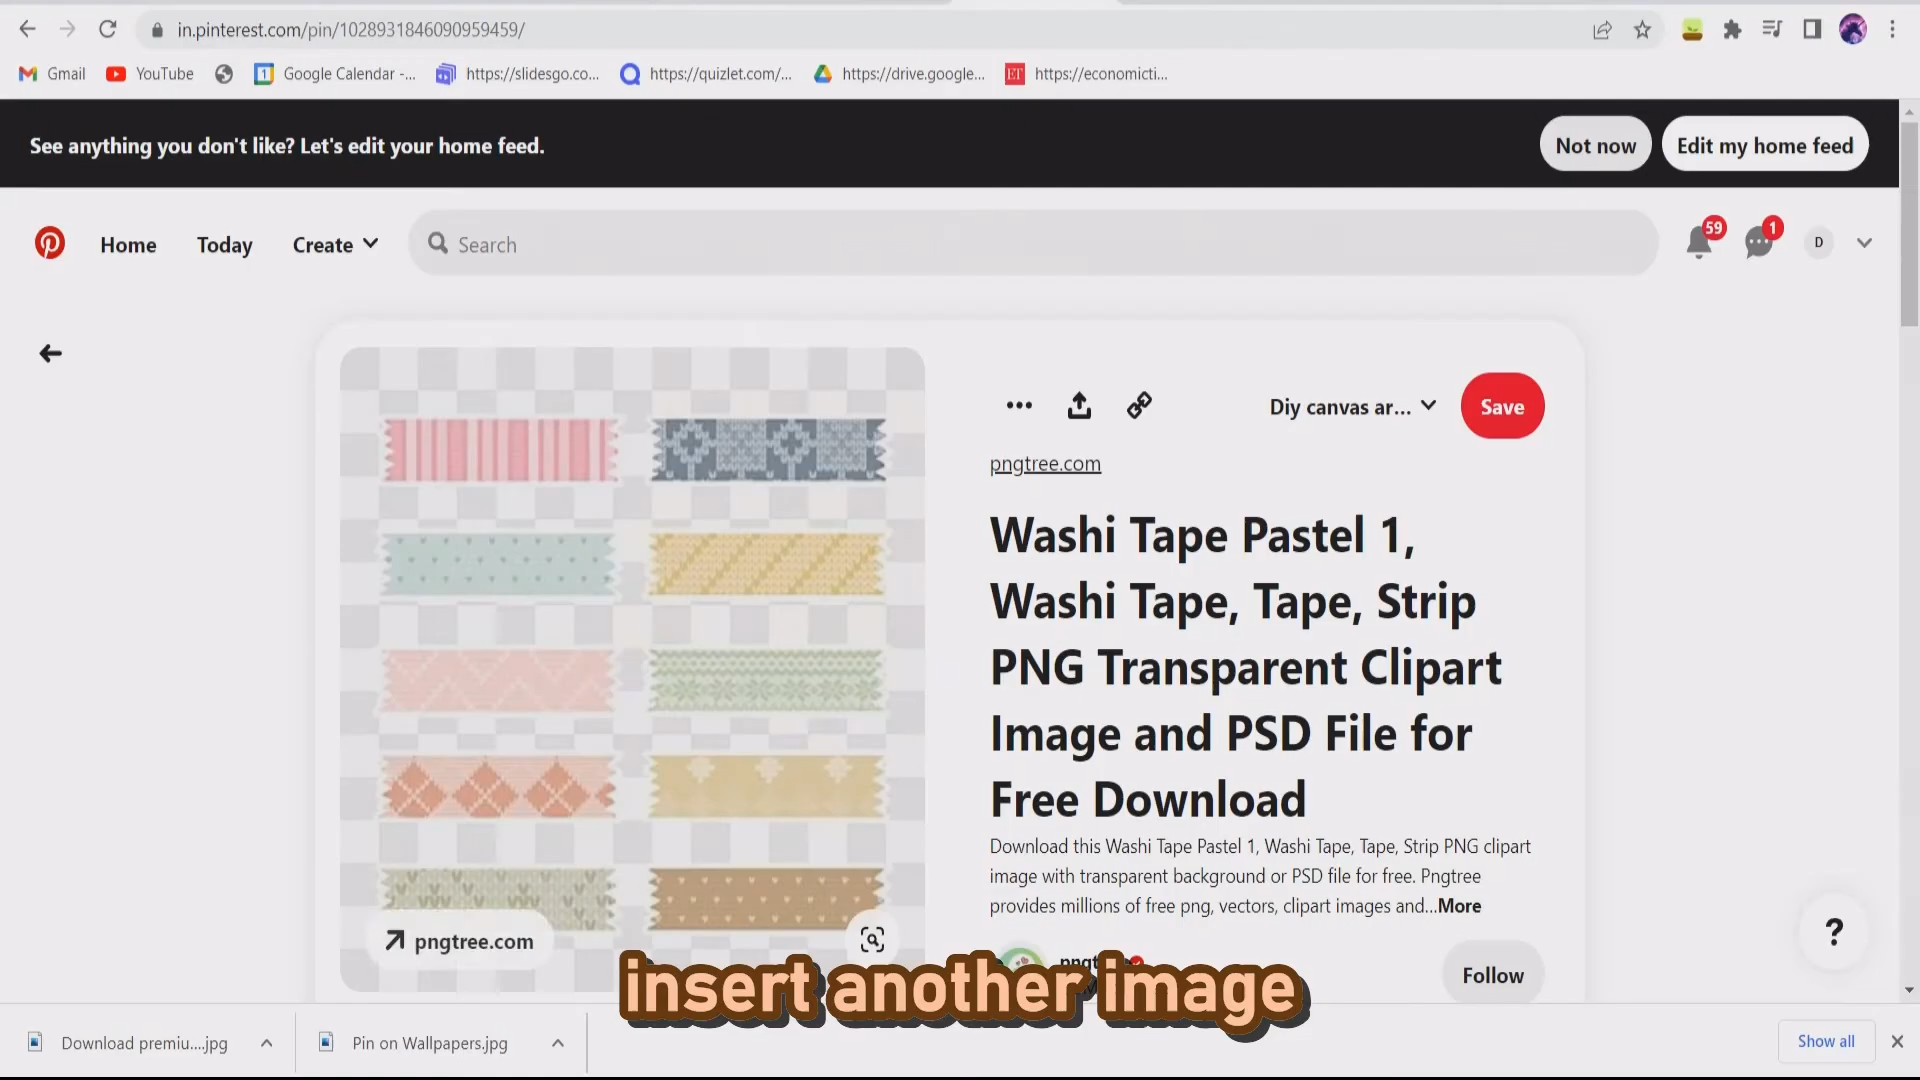 in.pinterest.com/pin/1028931846090959459/
Gmail
YouTube
Google Calendar -...
https://slidesgo.co...
https://quizlet.com/...
https://drive.google...
ET
https://economicti...
See anything you don't like? Let's edit your home feed.
Not now
Edit my home feed
Home
Today
Create
Search
59
1
D
Diy canvas ar...
Save
pngtree.com
Washi Tape Pastel 1,
Washi Tape, Tape, Strip
PNG Transparent Clipart
Image and PSD File for
Free Download
Download this Washi Tape Pastel 1, Washi Tape, Tape, Strip PNG clipart
image with transparent background or PSD file for free. Pngtree
provides millions of free png, vectors, clipart images and...More
pngtree.com
?
Follow
insert another image
Download premiu....jpg
Pin on Wallpapers.jpg
Show all